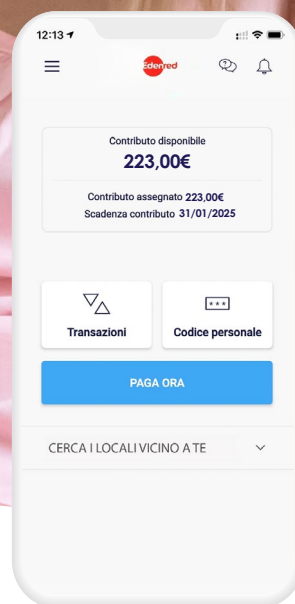 12:13
Edenred
Contributo disponibile
223,00€
Contributo assegnato 223,00€
Scadenza contributo 31/01/2025
***
Transazioni
Codice personale
PAGA ORA
CERCA I LOCALI VICINO A TE